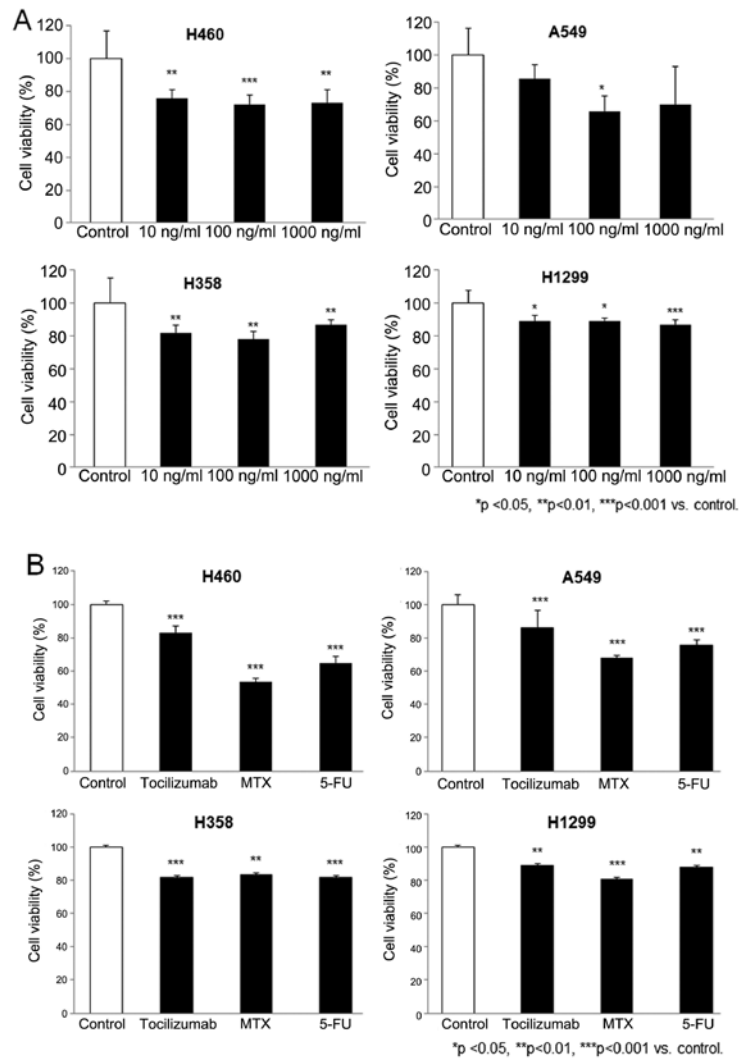 A
H460
Cell viability (%)
120
100
80
60
40
20
0
** *** **
Control 10 ng/ml 100 ng/ml 1000 ng/ml
A549
Cell viability (%)
120
100
80
60
40
20
0
*
Control 10 ng/ml 100 ng/ml 1000 ng/ml
H358
Cell viability (%)
120
100
80
60
40
20
0
** ** **
Control 10 ng/ml 100 ng/ml 1000 ng/ml
H1299
Cell viability (%)
120
100
80
60
40
20
0
* * ***
Control 10 ng/ml 100 ng/ml 1000 ng/ml
*p <0.05, **p<0.01, ***p<0.001 vs. control.
B
H460
Cell viability (%)
120
100
80
60
40
20
0
*** *** ***
Control Tocilizumab MTX 5-FU
A549
Cell viability (%)
120
100
80
60
40
20
0
*** *** ***
Control Tocilizumab MTX 5-FU
H358
Cell viability (%)
120
100
80
60
40
20
0
*** ** ***
Control Tocilizumab MTX 5-FU
H1299
Cell viability (%)
120
100
80
60
40
20
0
** *** **
Control Tocilizumab MTX 5-FU
*p <0.05, **p<0.01, ***p<0.001 vs. control.